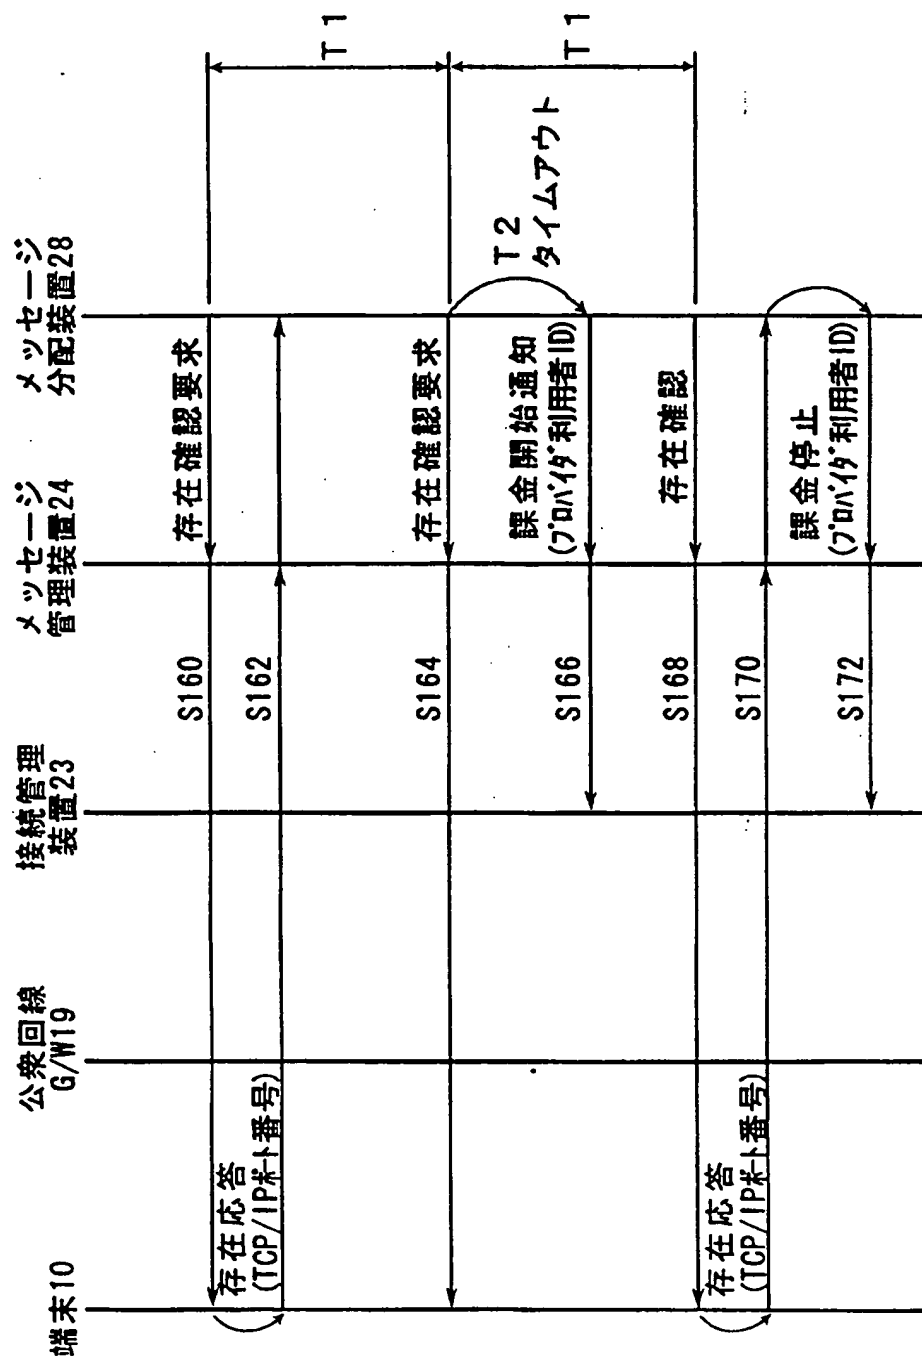 端末10
公衆回線
G/W19
接続管理
装置23
メッセージ
管理装置24
メッセージ
分配装置28
S160
存在確認要求
存在応答
(TCP/IPポート番号)
S162
T1
S164
存在確認要求
T2
タイムアウト
S166
課金開始通知
(プロバイダ利用者ID)
T1
S168
存在確認
存在応答
(TCP/IPポート番号)
S170
S172
課金停止
(プロバイダ利用者ID)